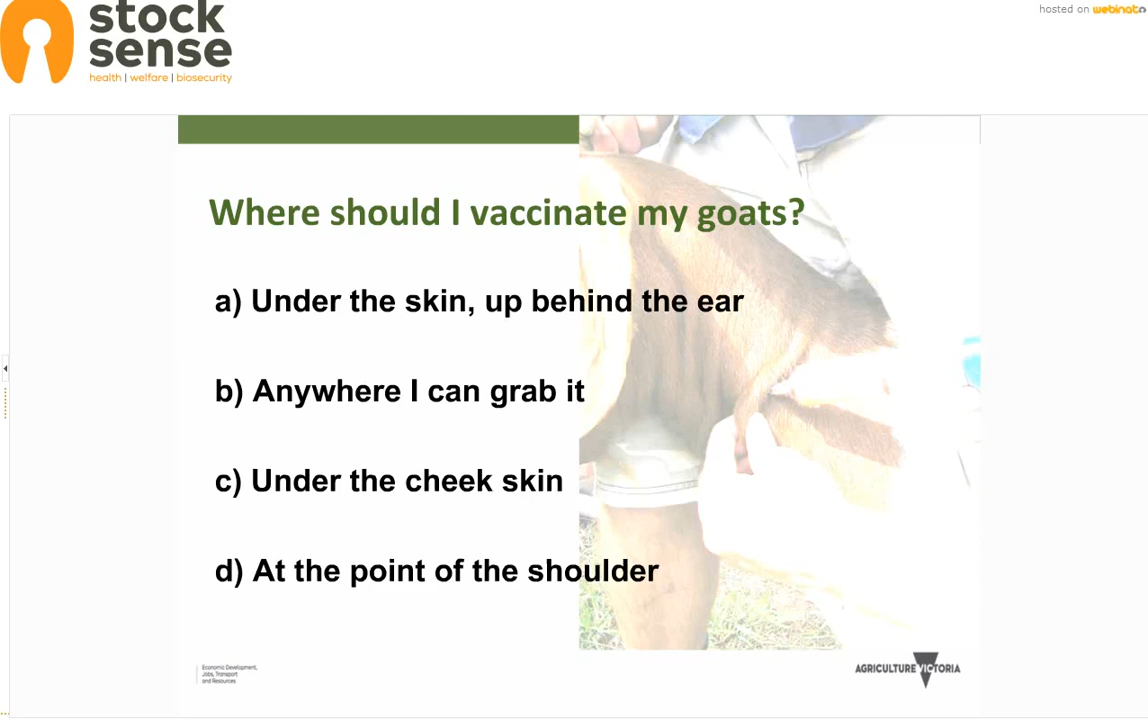 hosted on webinato
stock
sense
health | welfare | biosecurity
Where should I vaccinate my goats?
a) Under the skin, up behind the ear
b) Anywhere I can grab it
c) Under the cheek skin
d) At the point of the shoulder
Economic Development,
Jobs, Transport
and Resources
AGRICULTURE VICTORIA